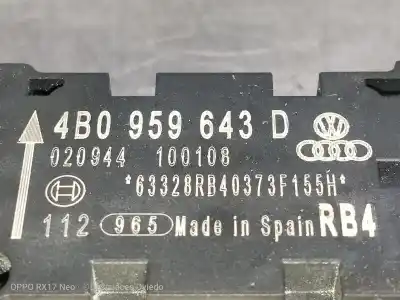 4B0 959 643 D
020944 100108
*63328RB40373F155H*
112 965 Made in Spain RB4
OPPO RX17 Neo